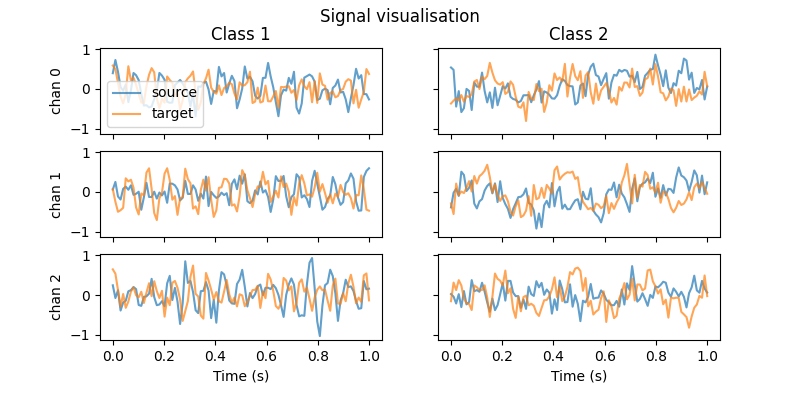 Signal visualisation
Class 1
Class 2
chan 0
1
0
−1
source
target
chan 1
1
0
−1
chan 2
1
0
−1
0.0 0.2 0.4 0.6 0.8 1.0
0.0 0.2 0.4 0.6 0.8 1.0
Time (s)
Time (s)